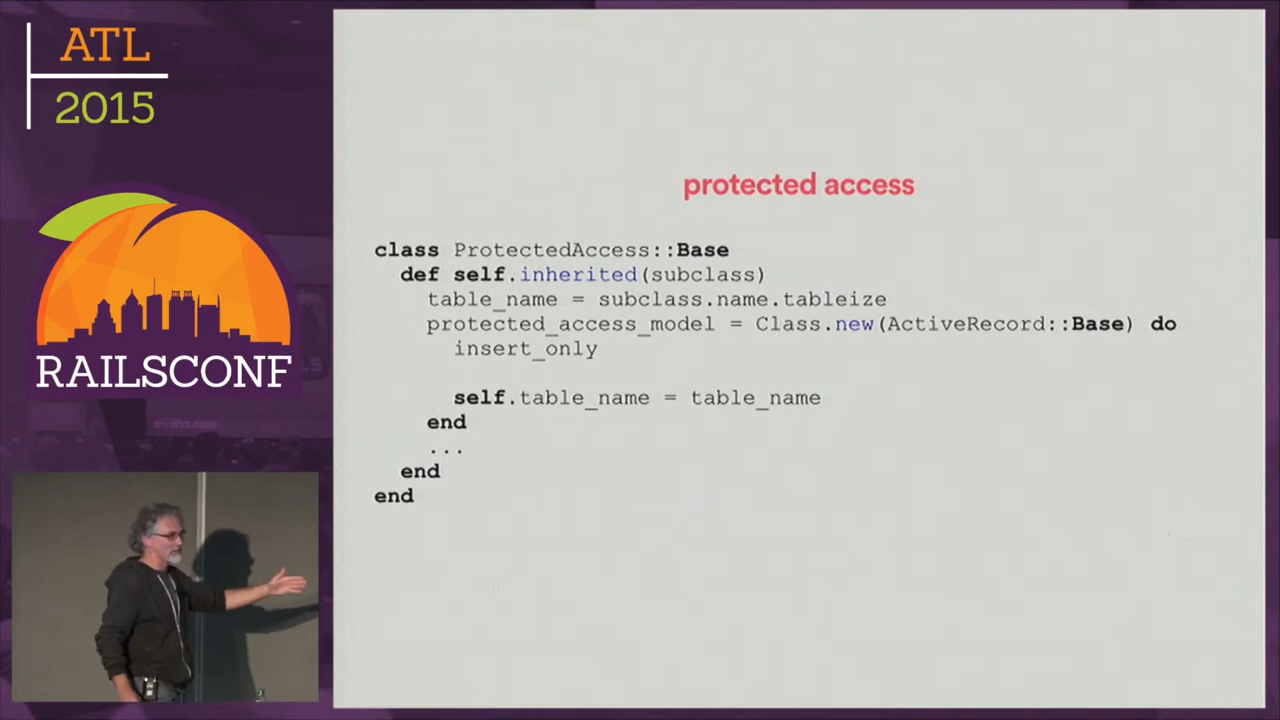 ATL
2015
RAILSCONF
protected access
class ProtectedAccess::Base
  def self.inherited(subclass)
    table_name = subclass.name.tableize
    protected_access_model = Class.new(ActiveRecord::Base) do
      insert_only
      self.table_name = table_name
    end
    ...
  end
end